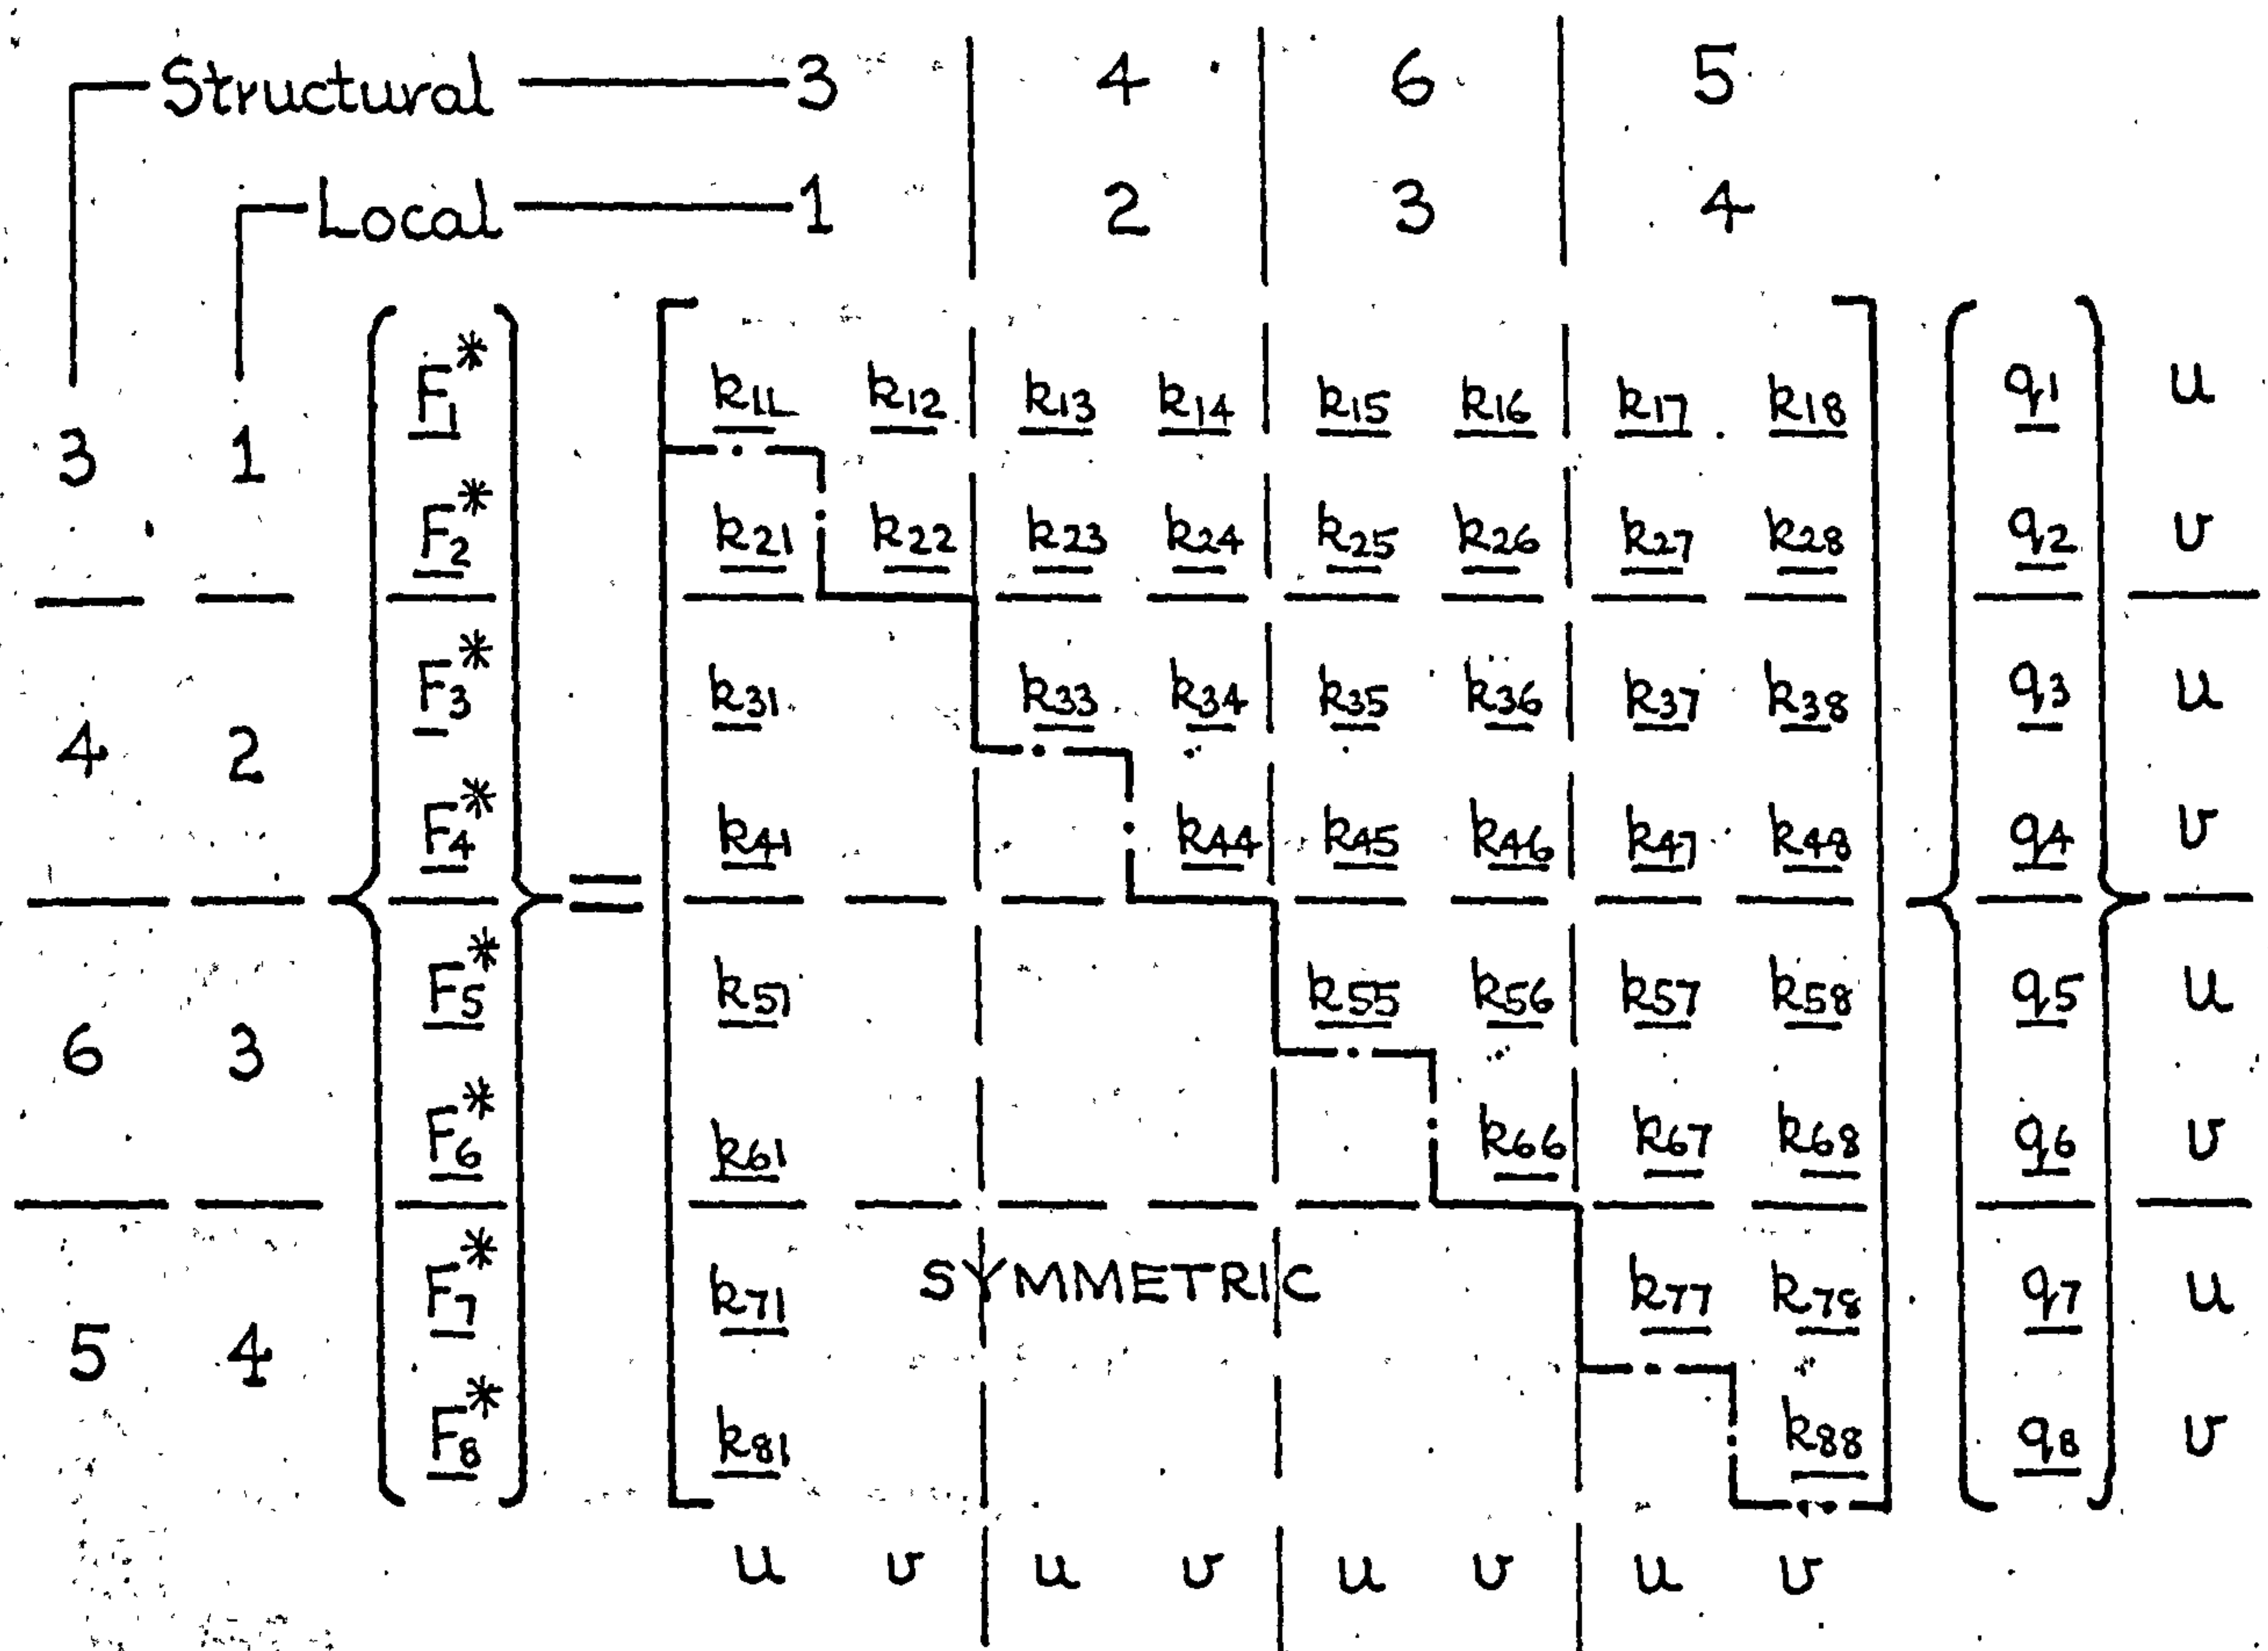 Structural 3 4 6 5
Local 1 2 3 4
F1* k11 k12 k13 k14 k15 k16 k17 k18 q1 u
3 1
F2* k21 k22 k23 k24 k25 k26 k27 k28 q2 v
F3* k31 k33 k34 k35 k36 k37 k38 q3 u
4 2
F4* k41 k44 k45 k46 k47 k48 q4 v
=
F5* k51 k55 k56 k57 k58 q5 u
6 3
F6* k61 k66 k67 k68 q6 v
F7* k71 SYMMETRIC k77 k78 q7 u
5 4
F8* k81 k88 q8 v
u v u v u v u v